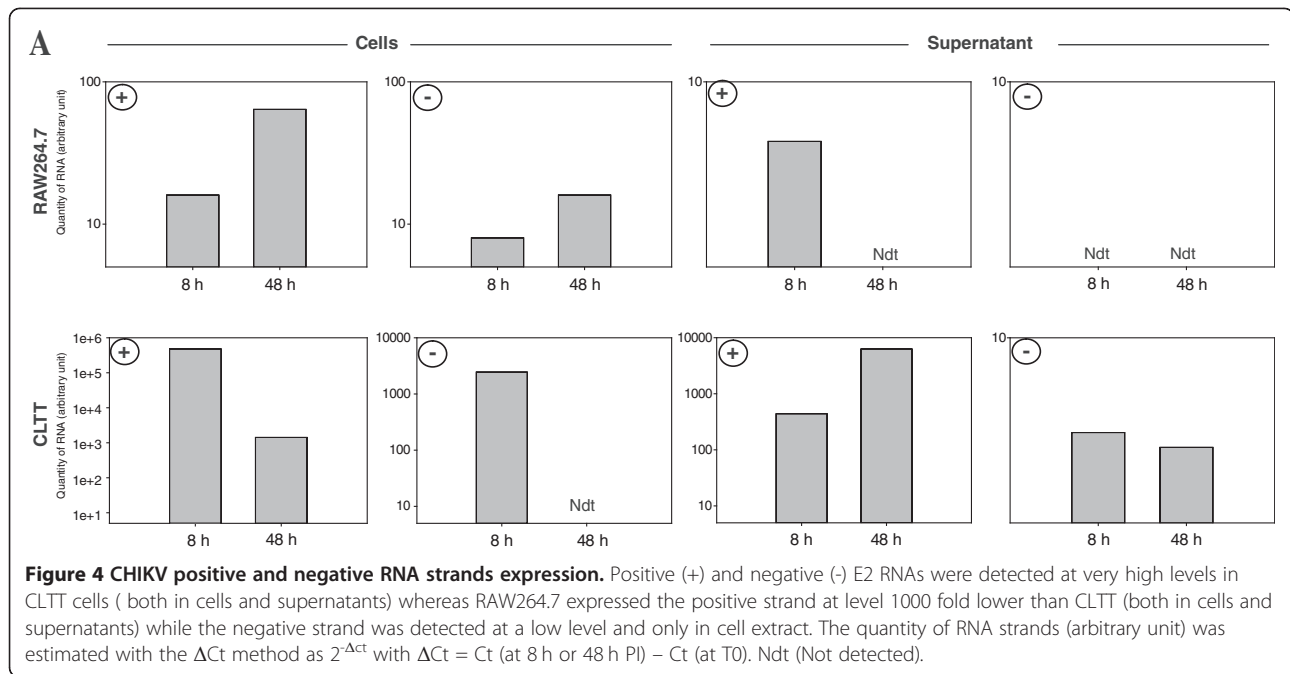 A
Cells
Supernatant
RAW264.7
Quantity of RNA (arbitrary unit)
100
10
+
8 h 48 h
100
10
-
8 h 48 h
10
+
Ndt
8 h 48 h
10
-
Ndt Ndt
8 h 48 h
CLTT
Quantity of RNA (arbitrary unit)
1e+6
1e+5
1e+4
1e+3
1e+2
1e+1
+
8 h 48 h
10000
1000
100
10
-
Ndt
8 h 48 h
10000
1000
100
10
+
8 h 48 h
10
-
8 h 48 h
Figure 4 CHIKV positive and negative RNA strands expression. Positive (+) and negative (-) E2 RNAs were detected at very high levels in
CLTT cells ( both in cells and supernatants) whereas RAW264.7 expressed the positive strand at level 1000 fold lower than CLTT (both in cells and
supernatants) while the negative strand was detected at a low level and only in cell extract. The quantity of RNA strands (arbitrary unit) was
estimated with the ΔCt method as 2^-Δct with ΔCt = Ct (at 8 h or 48 h PI) – Ct (at T0). Ndt (Not detected).